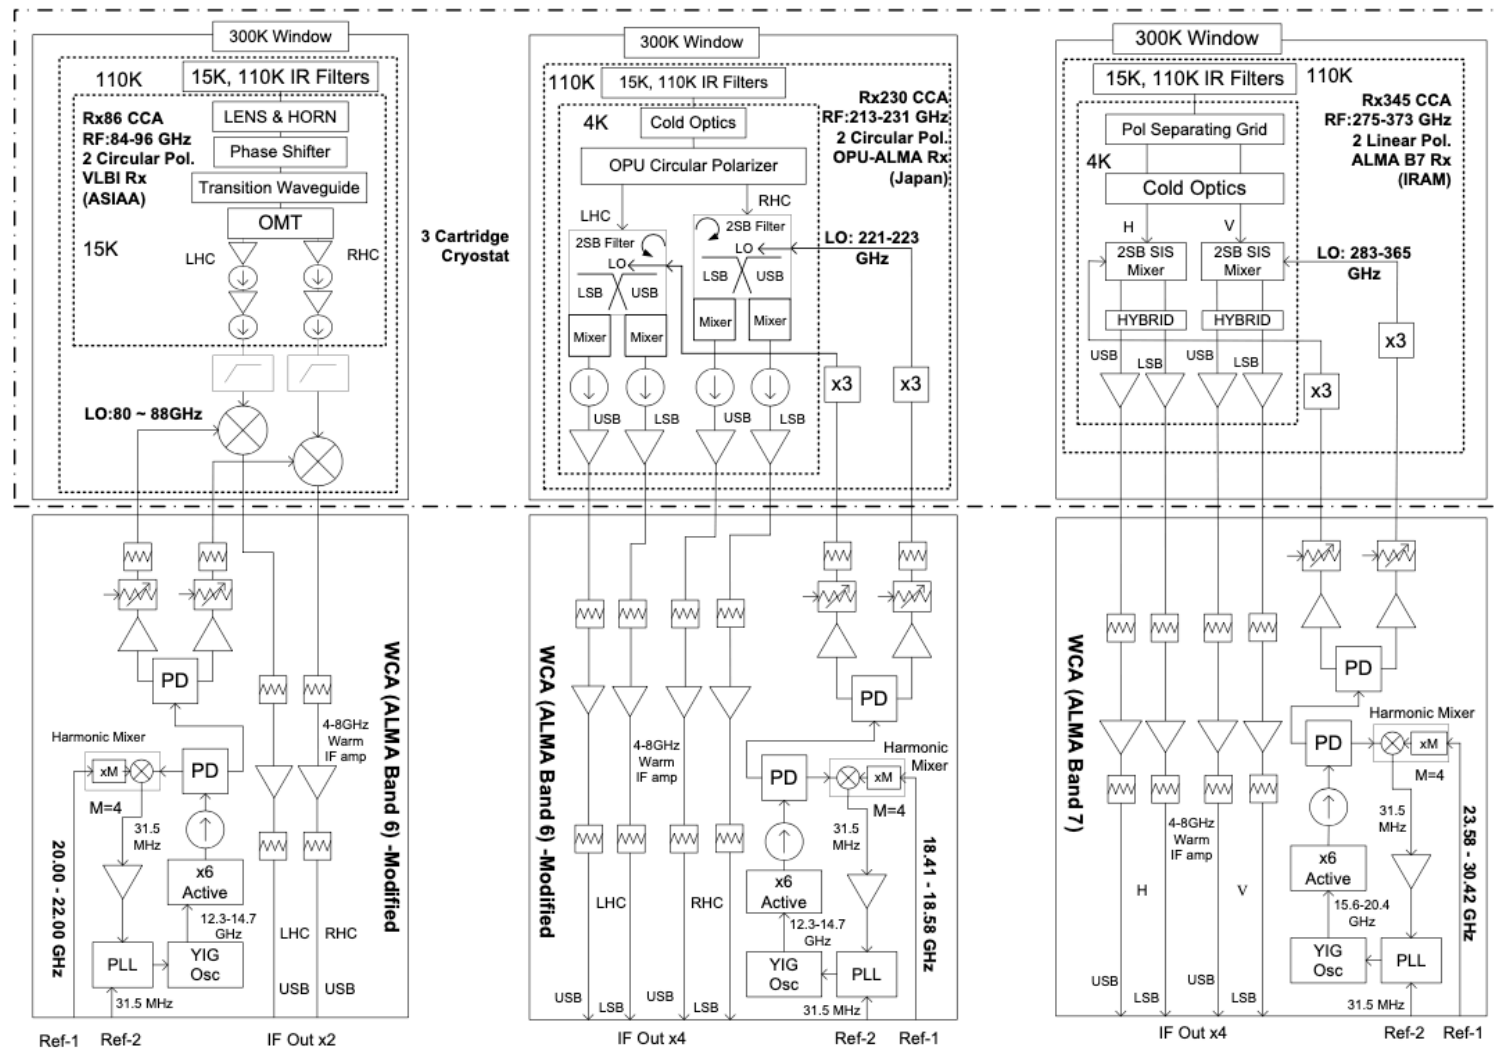 300K Window
110K
15K, 110K IR Filters
Rx86 CCA
RF:84-96 GHz
2 Circular Pol.
VLBI Rx
(ASIAA)
LENS & HORN
Phase Shifter
Transition Waveguide
OMT
15K
LHC
RHC
LO:80 ~ 88GHz
3 Cartridge
Cryostat
300K Window
110K
15K, 110K IR Filters
Rx230 CCA
RF:213-231 GHz
2 Circular Pol.
OPU-ALMA Rx
(Japan)
4K
Cold Optics
OPU Circular Polarizer
LHC
RHC
2SB Filter
LO
LSB
USB
2SB Filter
LO
LSB
USB
LO: 221-223
GHz
Mixer
Mixer
Mixer
Mixer
x3
x3
USB
LSB
USB
LSB
300K Window
15K, 110K IR Filters
110K
Rx345 CCA
RF:275-373 GHz
2 Linear Pol.
ALMA B7 Rx
(IRAM)
Pol Separating Grid
4K
Cold Optics
H
V
2SB SIS
Mixer
2SB SIS
Mixer
LO: 283-365
GHz
HYBRID
HYBRID
USB
LSB
USB
LSB
x3
x3
PD
Harmonic Mixer
xM
PD
M=4
31.5
MHz
x6
Active
12.3-14.7
GHz
PLL
YIG
Osc
31.5 MHz
20.00 - 22.00 GHz
4-8GHz
Warm
IF amp
WCA (ALMA Band 6) -Modified
LHC
RHC
USB
USB
Ref-1
Ref-2
IF Out x2
WCA (ALMA Band 6) -Modified
4-8GHz
Warm
IF amp
PD
PD
Harmonic
Mixer
xM
M=4
31.5
MHz
x6
Active
12.3-14.7
GHz
YIG
Osc
PLL
31.5 MHz
18.41 - 18.58 GHz
LHC
RHC
USB
LSB
USB
LSB
IF Out x4
Ref-2
Ref-1
WCA (ALMA Band 7)
PD
Harmonic Mixer
PD
xM
M=4
31.5
MHz
x6
Active
15.6-20.4
GHz
YIG
Osc
PLL
31.5 MHz
23.58 - 30.42 GHz
4-8GHz
Warm
IF amp
H
V
USB
LSB
USB
LSB
IF Out x4
Ref-2
Ref-1